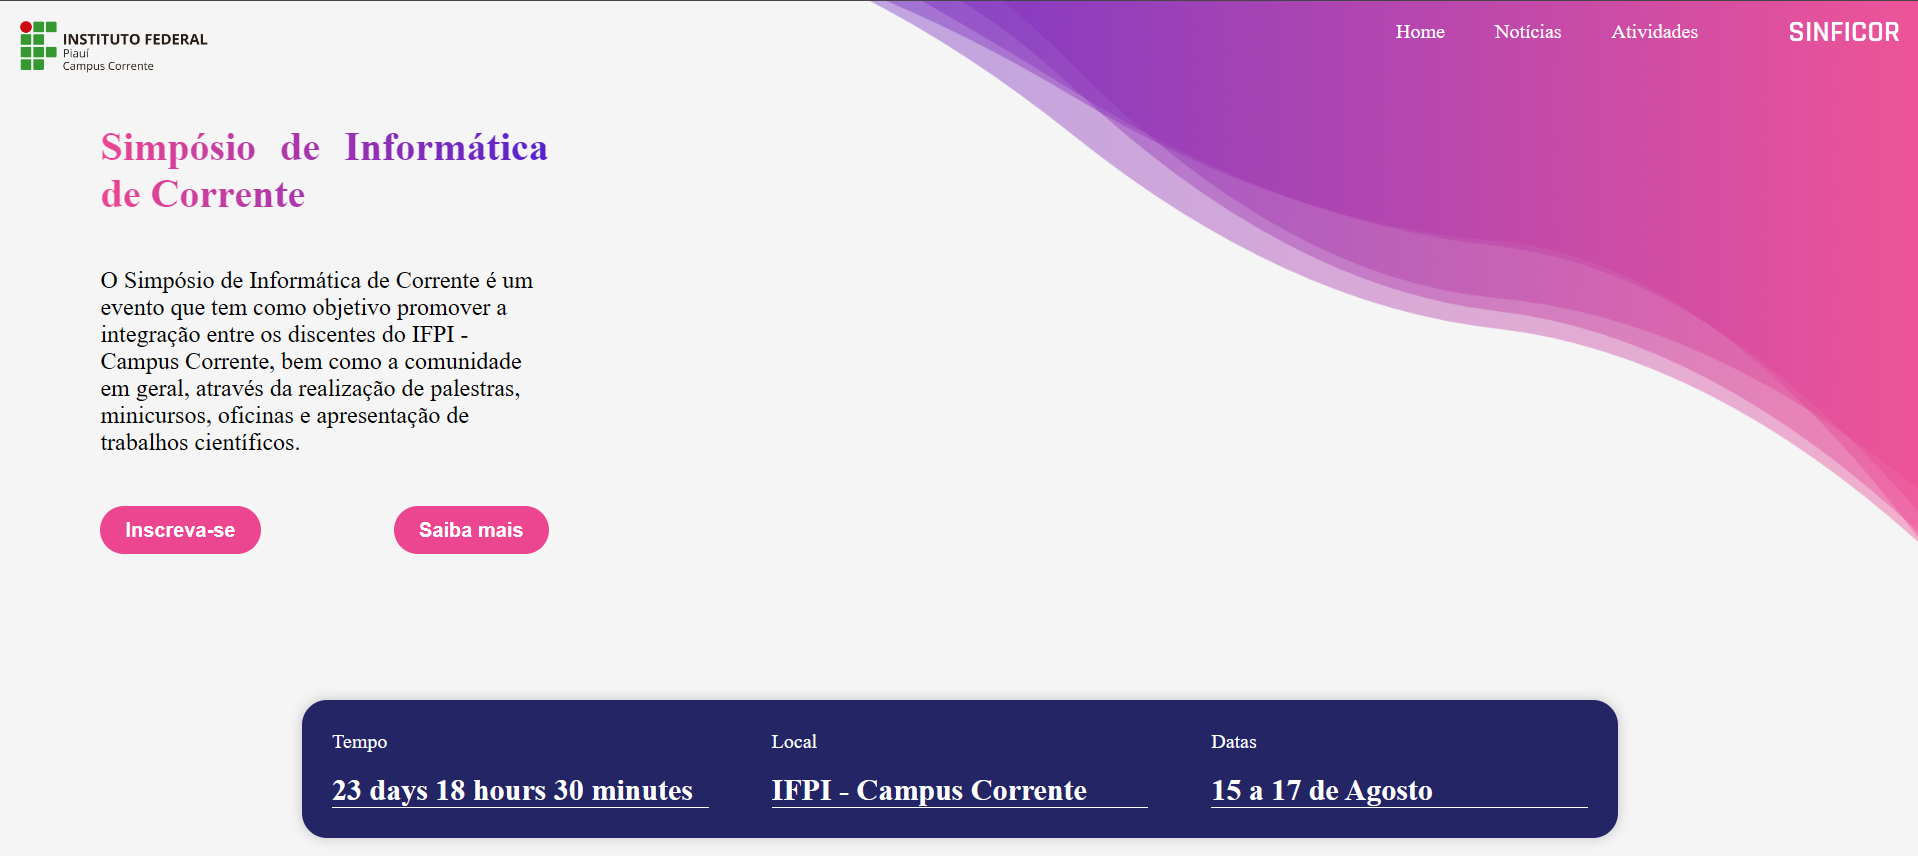 INSTITUTO FEDERAL
Piauí
Campus Corrente
Home Notícias Atividades SINFICOR
Simpósio de Informática
de Corrente
O Simpósio de Informática de Corrente é um
evento que tem como objetivo promover a
integração entre os discentes do IFPI -
Campus Corrente, bem como a comunidade
em geral, através da realização de palestras,
minicursos, oficinas e apresentação de
trabalhos científicos.
Inscreva-se Saiba mais
Tempo Local Datas
23 days 18 hours 30 minutes IFPI - Campus Corrente 15 a 17 de Agosto